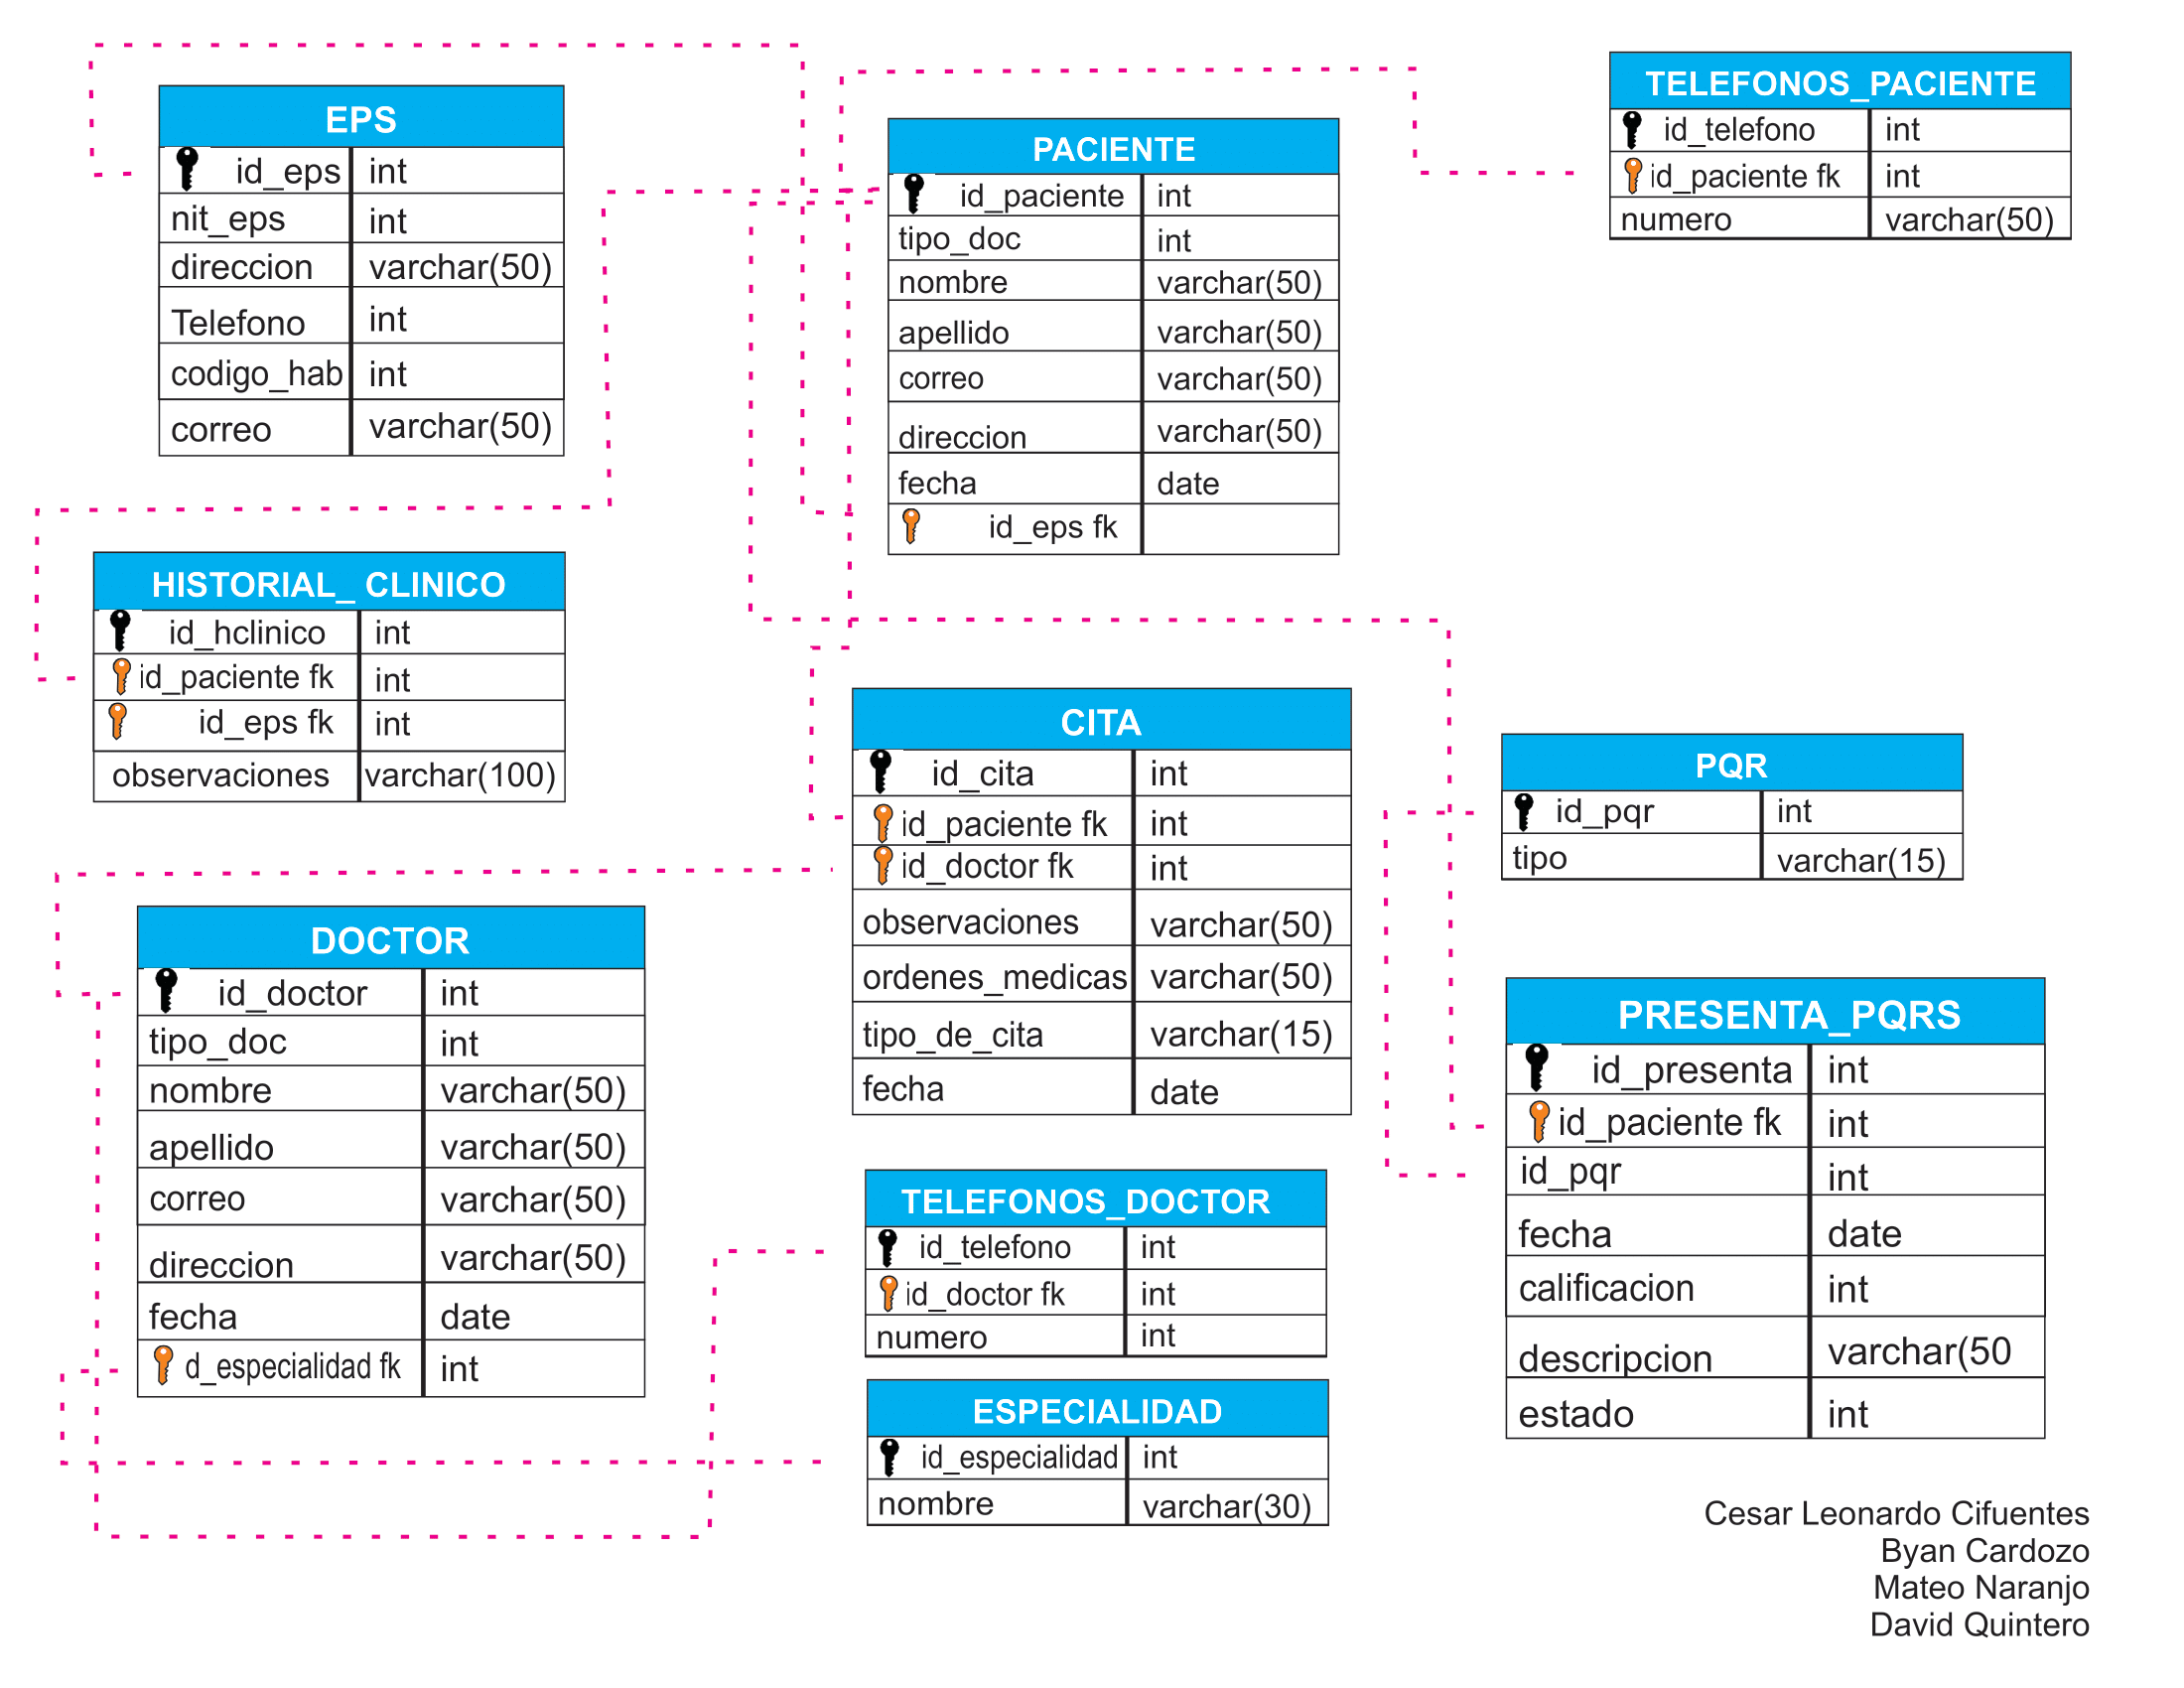 EPS
id_eps int
nit_eps int
direccion varchar(50)
Telefono int
codigo_hab int
correo varchar(50)
PACIENTE
id_paciente int
tipo_doc int
nombre varchar(50)
apellido varchar(50)
correo varchar(50)
direccion varchar(50)
fecha date
id_eps fk
TELEFONOS_PACIENTE
id_telefono int
id_paciente fk int
numero varchar(50)
HISTORIAL_ CLINICO
id_hclinico int
id_paciente fk int
id_eps fk int
observaciones varchar(100)
CITA
id_cita int
id_paciente fk int
id_doctor fk int
observaciones varchar(50)
ordenes_medicas varchar(50)
tipo_de_cita varchar(15)
fecha date
PQR
id_pqr int
tipo varchar(15)
DOCTOR
id_doctor int
tipo_doc int
nombre varchar(50)
apellido varchar(50)
correo varchar(50)
direccion varchar(50)
fecha date
d_especialidad fk int
TELEFONOS_DOCTOR
id_telefono int
id_doctor fk int
numero int
ESPECIALIDAD
id_especialidad int
nombre varchar(30)
PRESENTA_PQRS
id_presenta int
id_paciente fk int
id_pqr int
fecha date
calificacion int
descripcion varchar(50
estado int
Cesar Leonardo Cifuentes
Byan Cardozo
Mateo Naranjo
David Quintero